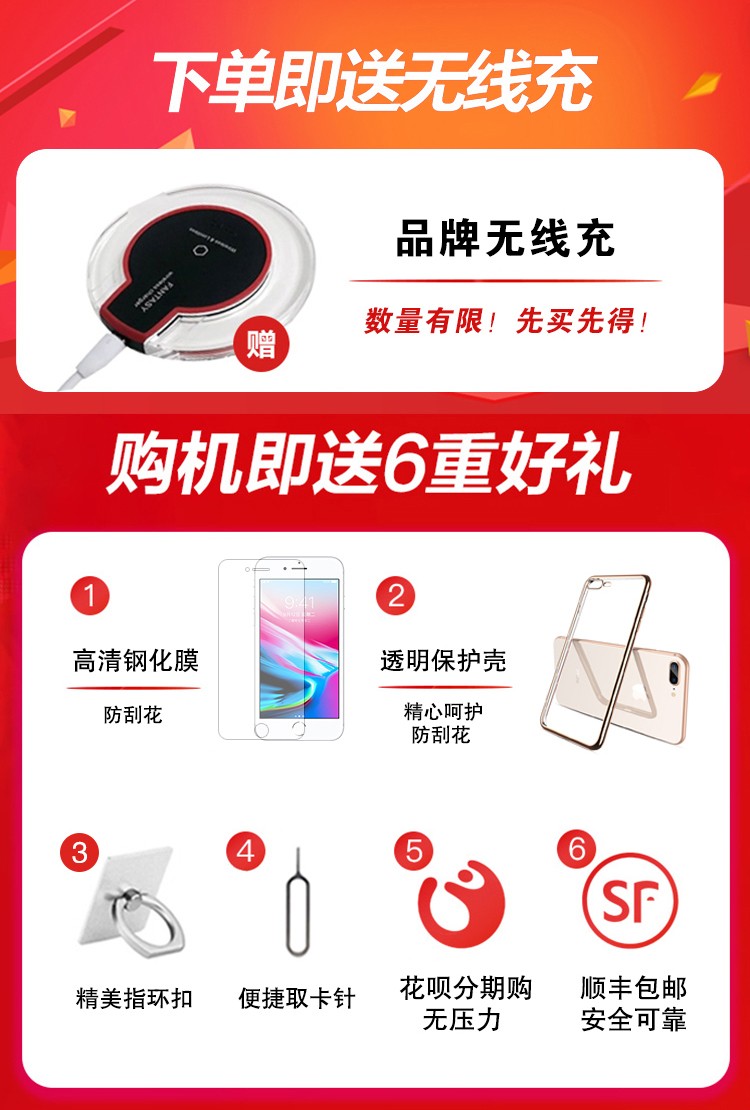 下单即送无线充
Wireless & Limitless
FANTASY
wireless charger
赠
品牌无线充
数量有限！先买先得！
购机即送6重好礼
1
高清钢化膜
防刮花
9:41
2
透明保护壳
精心呵护
防刮花
3
精美指环扣
4
便捷取卡针
5
花呗分期购
无压力
6
SF
顺丰包邮
安全可靠